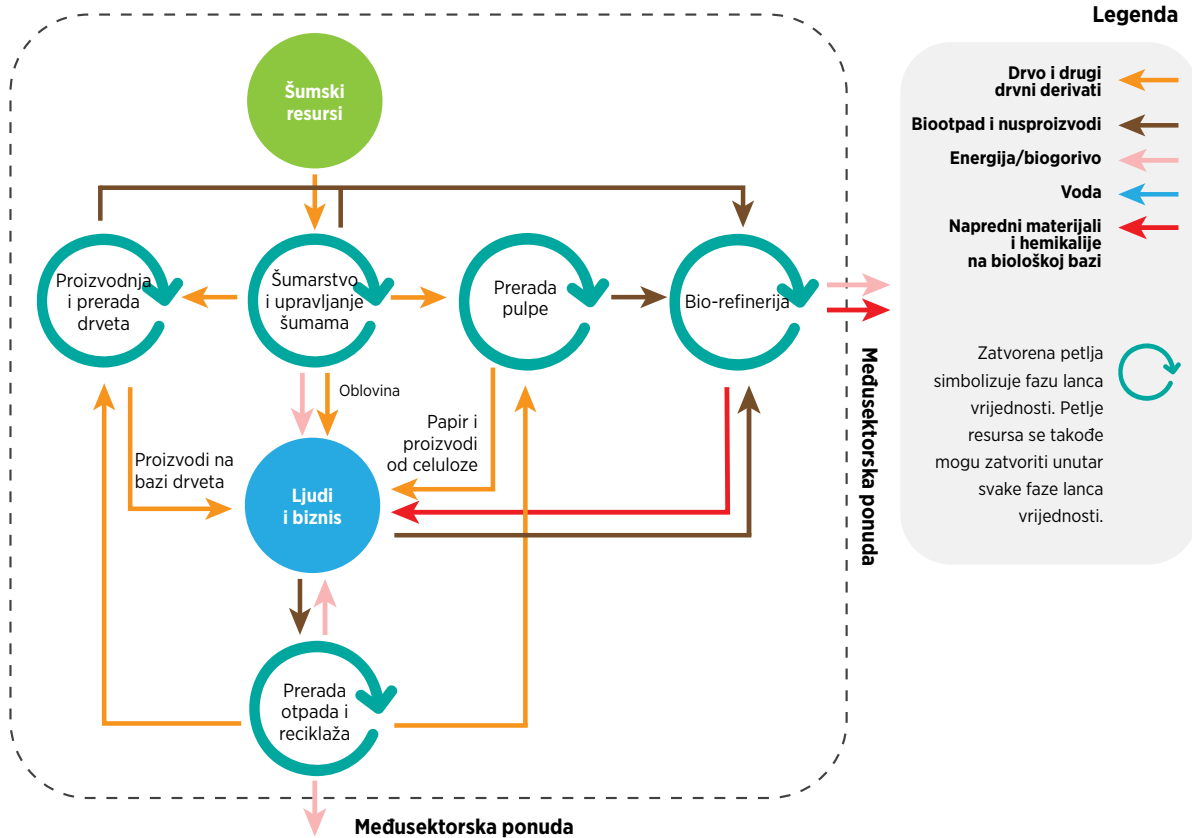 Šumski
resursi
Proizvodnja
i prerada
drveta
Šumarstvo
i upravljanje
šumama
Prerada
pulpe
Bio-refinerija
Oblovina
Papir i
proizvodi
od celuloze
Proizvodi na
bazi drveta
Ljudi
i biznis
Prerada
otpada i
reciklaža
Međusektorska ponuda
Međusektorska ponuda
Legenda
Drvo i drugi
drvni derivati
Biootpad i nusproizvodi
Energija/biogorivo
Voda
Napredni materijali
i hemikalije
na biološkoj bazi
Zatvorena petlja
simbolizuje fazu lanca
vrijednosti. Petlje
resursa se takođe
mogu zatvoriti unutar
svake faze lanca
vrijednosti.